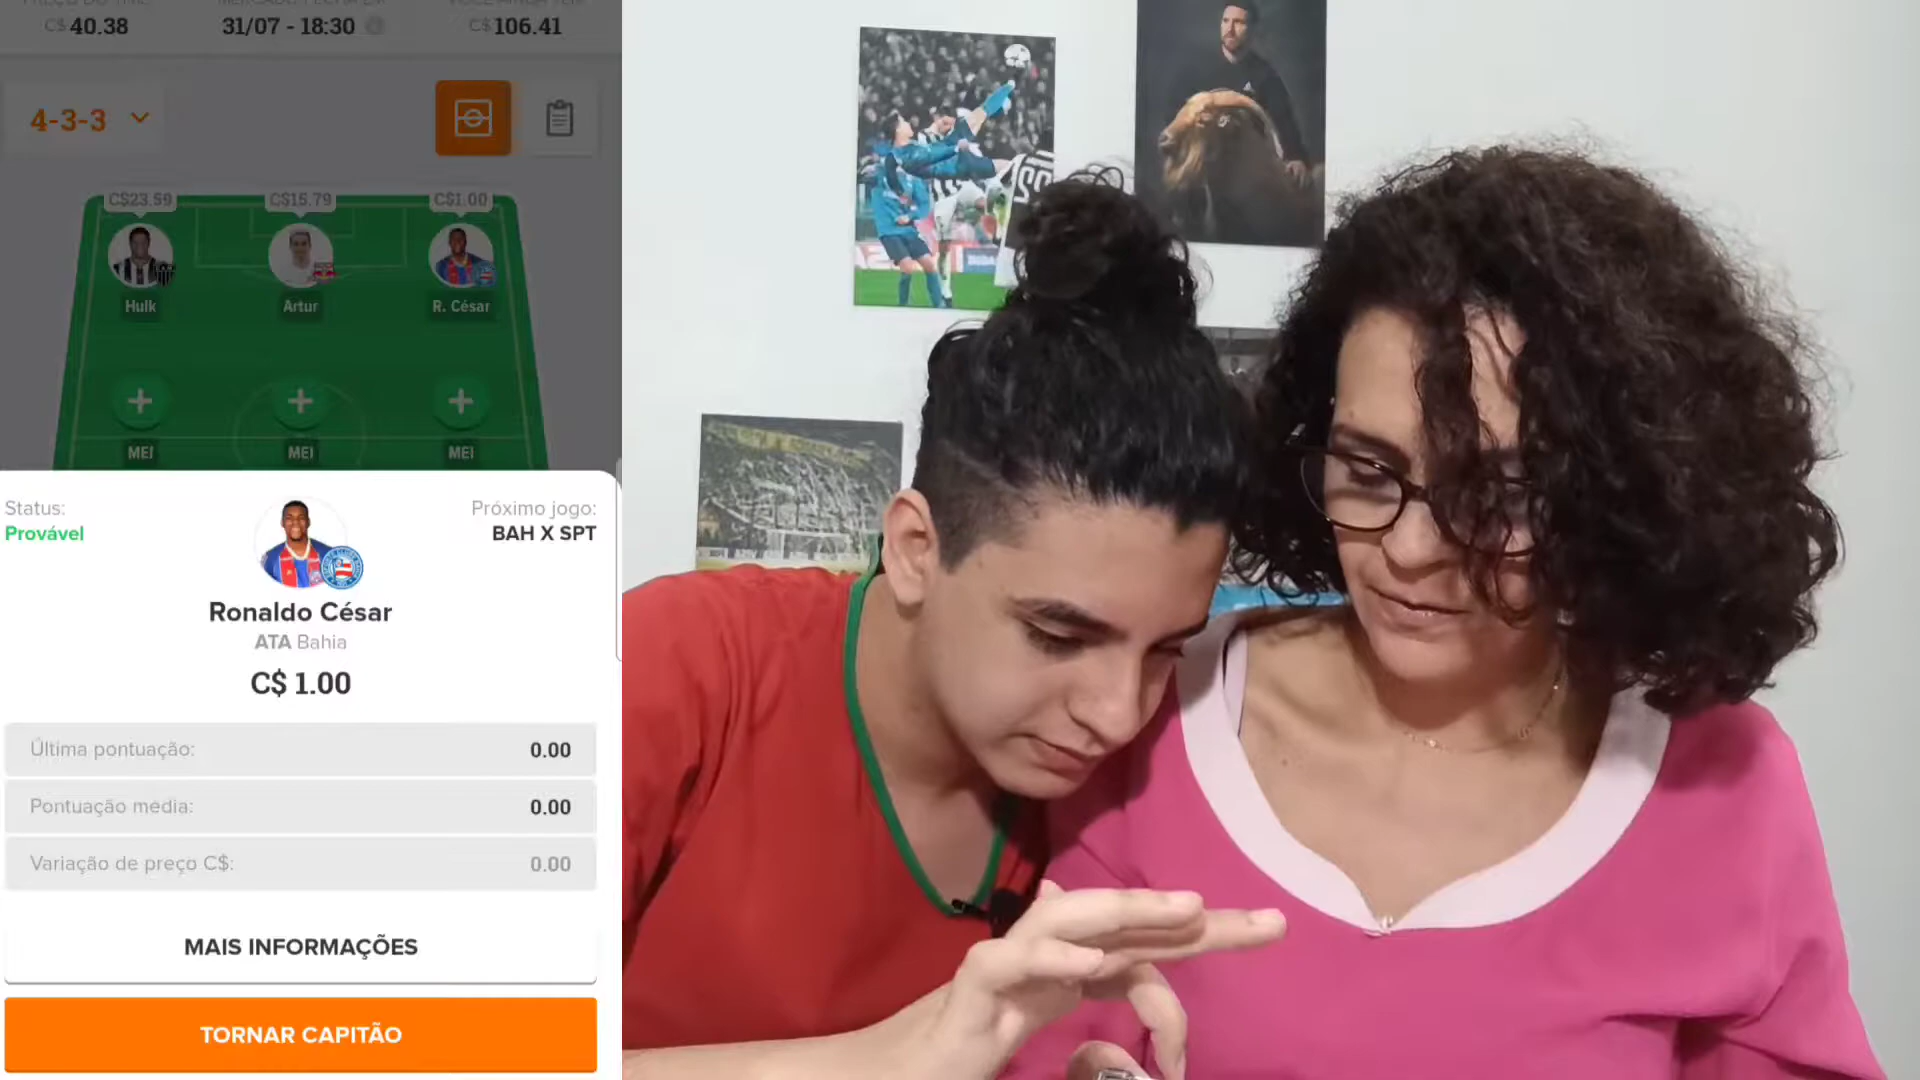 C$ 40.38
31/07 - 18:30
C$ 106.41
4-3-3
C$23.59
C$15.79
C$1.00
Hulk
Artur
R. César
MEI
MEI
MEI
Status:
Provável
Próximo jogo:
BAH X SPT
Ronaldo César
ATA Bahia
C$ 1.00
Última pontuação:
0.00
Pontuação média:
0.00
Variação de preço C$:
0.00
MAIS INFORMAÇÕES
TORNAR CAPITÃO